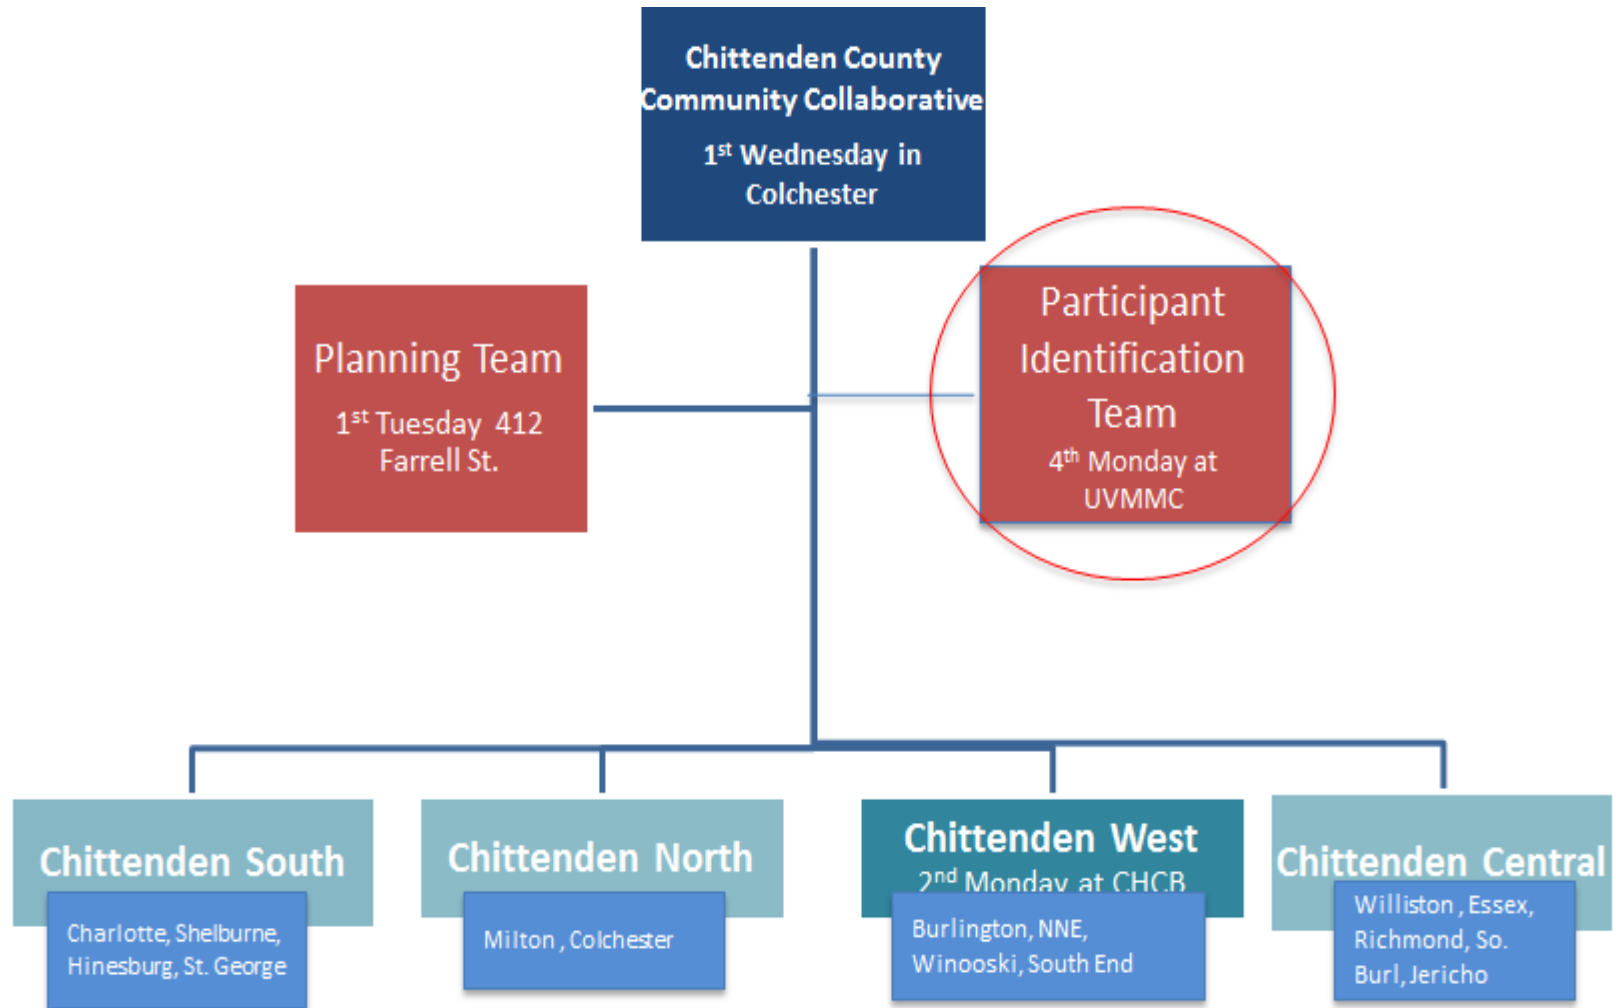 Chittenden County
Community Collaborative
1st Wednesday in
Colchester
Planning Team
1st Tuesday 412
Farrell St.
Participant
Identification
Team
4th Monday at
UVMMC
Chittenden South
Charlotte, Shelburne,
Hinesburg, St. George
Chittenden North
Milton , Colchester
Chittenden West
2nd Monday at CHCB
Burlington, NNE,
Winooski, South End
Chittenden Central
Williston , Essex,
Richmond, So.
Burl, Jericho